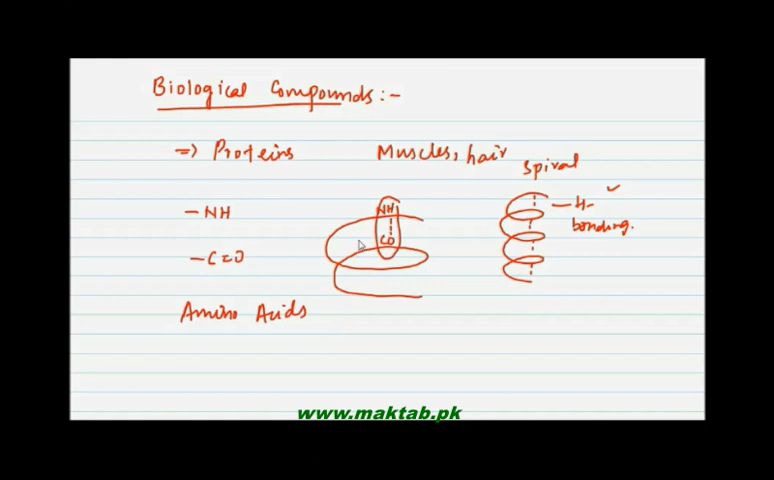 Biological Compounds:-
=> Proteins
Muscles, hair
spiral
-NH
NH
CO
-H-
bonding.
-C=O
Amino Acids
www.maktab.pk